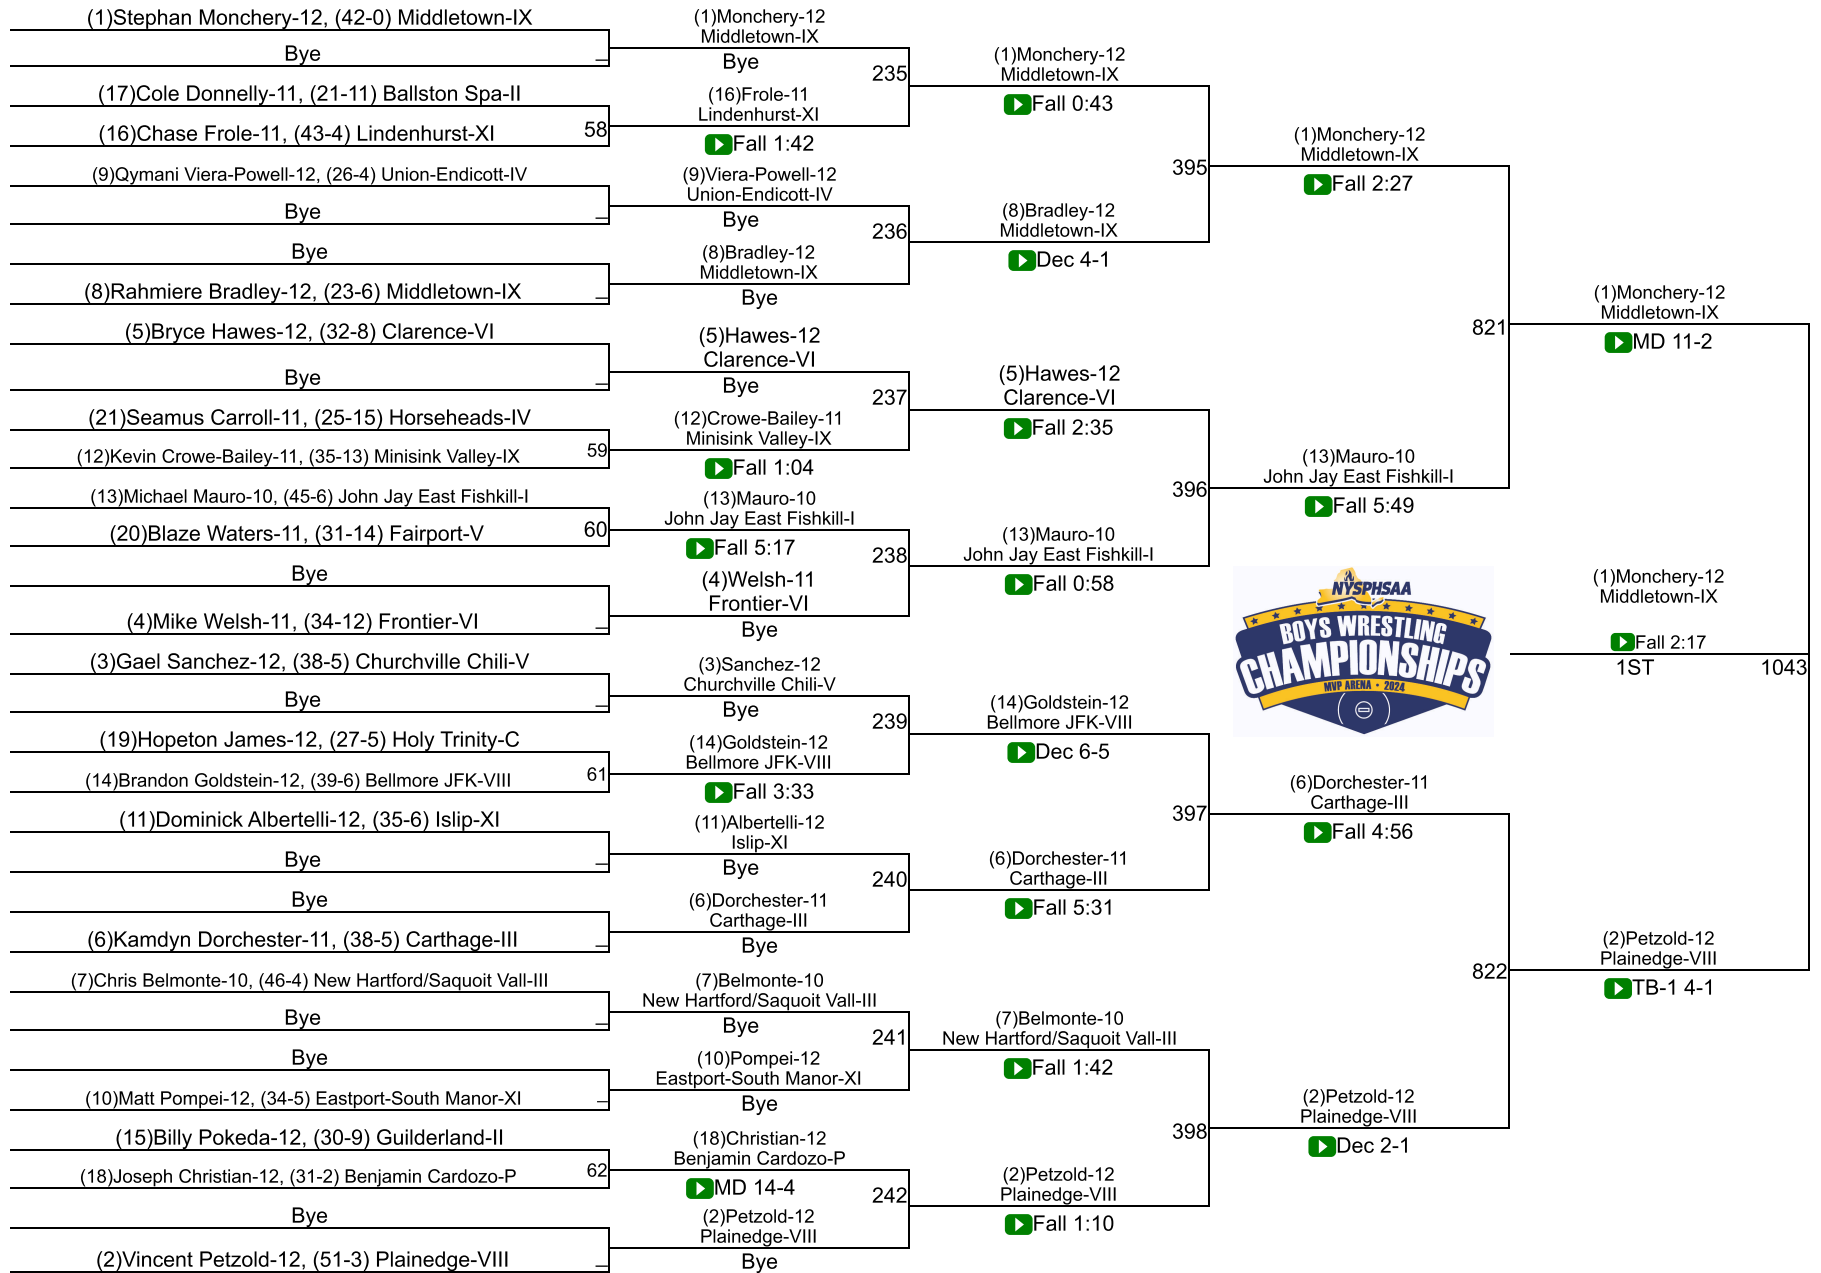 (1)Stephan Monchery-12, (42-0) Middletown-IX
Bye
(17)Cole Donnelly-11, (21-11) Ballston Spa-II
(16)Chase Frole-11, (43-4) Lindenhurst-XI
58
(9)Qymani Viera-Powell-12, (26-4) Union-Endicott-IV
Bye
Bye
(8)Rahmiere Bradley-12, (23-6) Middletown-IX
(5)Bryce Hawes-12, (32-8) Clarence-VI
Bye
(21)Seamus Carroll-11, (25-15) Horseheads-IV
(12)Kevin Crowe-Bailey-11, (35-13) Minisink Valley-IX
59
(13)Michael Mauro-10, (45-6) John Jay East Fishkill-I
(20)Blaze Waters-11, (31-14) Fairport-V
60
Bye
(4)Mike Welsh-11, (34-12) Frontier-VI
(3)Gael Sanchez-12, (38-5) Churchville Chili-V
Bye
(19)Hopeton James-12, (27-5) Holy Trinity-C
(14)Brandon Goldstein-12, (39-6) Bellmore JFK-VIII
61
(11)Dominick Albertelli-12, (35-6) Islip-XI
Bye
Bye
(6)Kamdyn Dorchester-11, (38-5) Carthage-III
(7)Chris Belmonte-10, (46-4) New Hartford/Saquoit Vall-III
Bye
Bye
(10)Matt Pompei-12, (34-5) Eastport-South Manor-XI
(15)Billy Pokeda-12, (30-9) Guilderland-II
(18)Joseph Christian-12, (31-2) Benjamin Cardozo-P
62
Bye
(2)Vincent Petzold-12, (51-3) Plainedge-VIII
(1)Monchery-12
Middletown-IX
Bye
235
(16)Frole-11
Lindenhurst-XI
Fall 1:42
(9)Viera-Powell-12
Union-Endicott-IV
Bye
236
(8)Bradley-12
Middletown-IX
Bye
(5)Hawes-12
Clarence-VI
Bye
237
(12)Crowe-Bailey-11
Minisink Valley-IX
Fall 1:04
(13)Mauro-10
John Jay East Fishkill-I
Fall 5:17
238
(4)Welsh-11
Frontier-VI
Bye
(3)Sanchez-12
Churchville Chili-V
Bye
239
(14)Goldstein-12
Bellmore JFK-VIII
Fall 3:33
(11)Albertelli-12
Islip-XI
Bye
240
(6)Dorchester-11
Carthage-III
Bye
(7)Belmonte-10
New Hartford/Saquoit Vall-III
Bye
241
(10)Pompei-12
Eastport-South Manor-XI
Bye
(18)Christian-12
Benjamin Cardozo-P
MD 14-4
242
(2)Petzold-12
Plainedge-VIII
Bye
(1)Monchery-12
Middletown-IX
Fall 0:43
395
(8)Bradley-12
Middletown-IX
Dec 4-1
(5)Hawes-12
Clarence-VI
Fall 2:35
396
(13)Mauro-10
John Jay East Fishkill-I
Fall 0:58
(14)Goldstein-12
Bellmore JFK-VIII
Dec 6-5
397
(6)Dorchester-11
Carthage-III
Fall 5:31
(7)Belmonte-10
New Hartford/Saquoit Vall-III
Fall 1:42
398
(2)Petzold-12
Plainedge-VIII
Fall 1:10
(1)Monchery-12
Middletown-IX
Fall 2:27
821
(13)Mauro-10
John Jay East Fishkill-I
Fall 5:49
NYSPHSAA
BOYS WRESTLING
CHAMPIONSHIPS
MVP ARENA • 2024
(6)Dorchester-11
Carthage-III
Fall 4:56
822
(2)Petzold-12
Plainedge-VIII
Dec 2-1
(1)Monchery-12
Middletown-IX
MD 11-2
(1)Monchery-12
Middletown-IX
Fall 2:17
1ST
1043
(2)Petzold-12
Plainedge-VIII
TB-1 4-1